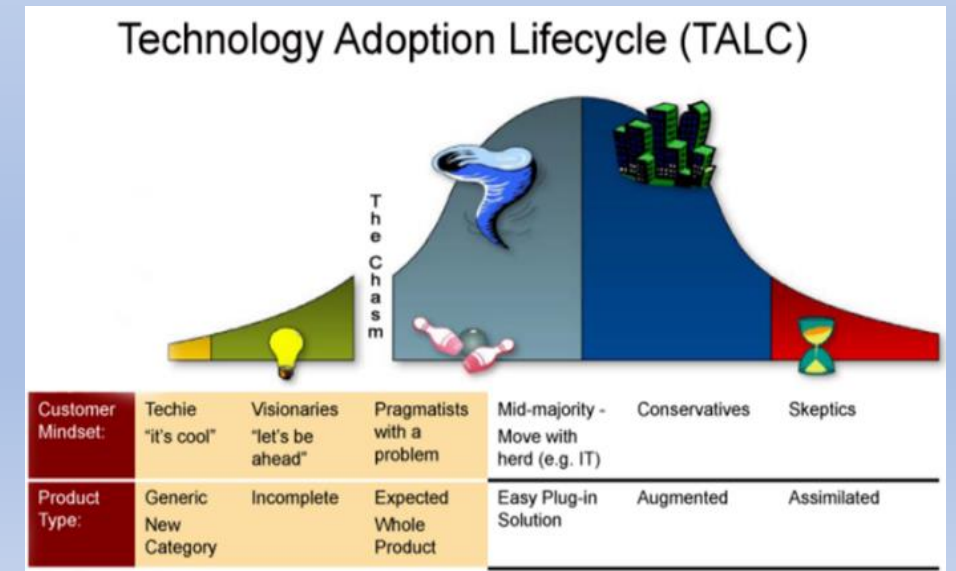 Technology Adoption Lifecycle (TALC)
The Chasm
Customer Mindset:
Techie
"it's cool"
Visionaries
"let's be
ahead"
Pragmatists
with a
problem
Mid-majority -
Move with
herd (e.g. IT)
Conservatives
Skeptics
Product
Type:
Generic
New
Category
Incomplete
Expected
Whole
Product
Easy Plug-in
Solution
Augmented
Assimilated